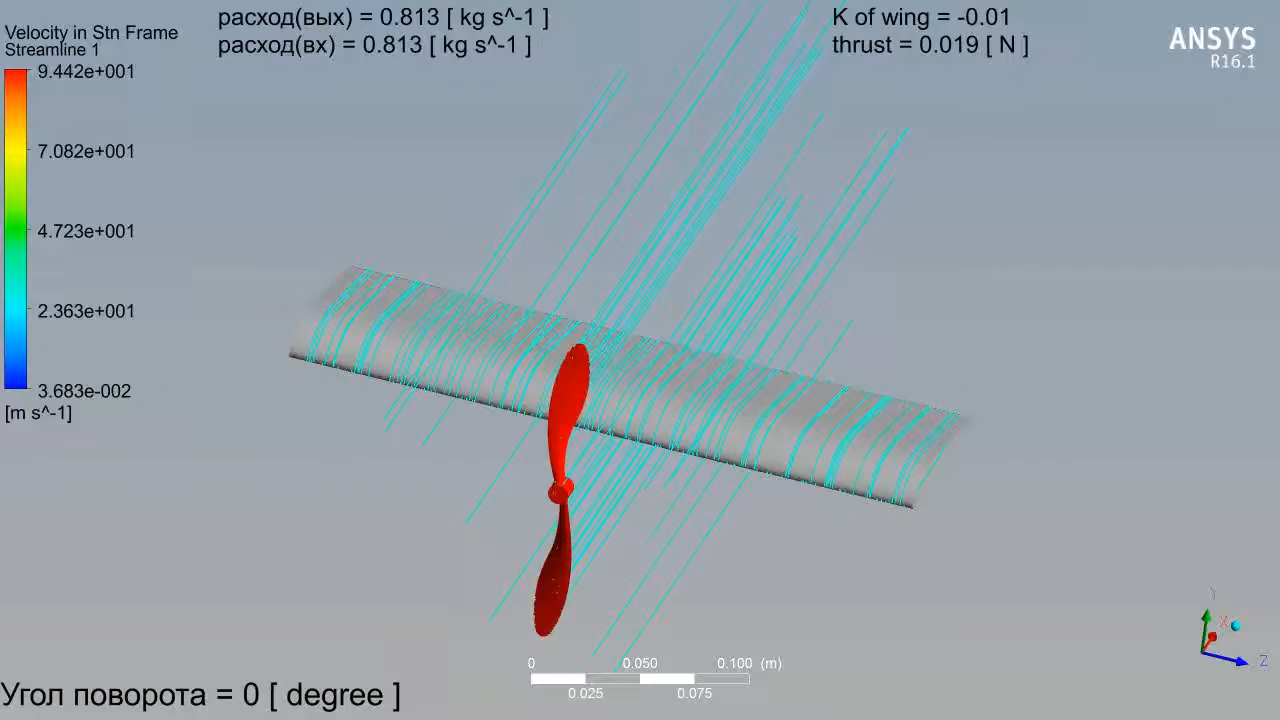 Velocity in Stn Frame
Streamline 1
расход(вых) = 0.813 [ kg s^-1 ]
расход(вх) = 0.813 [ kg s^-1 ]
K of wing = -0.01
thrust = 0.019 [ N ]
ANSYS
R16.1
9.442e+001
7.082e+001
4.723e+001
2.363e+001
3.683e-002
[m s^-1]
0 0.050 0.100 (m)
0.025 0.075
Y
X
Z
Угол поворота = 0 [ degree ]